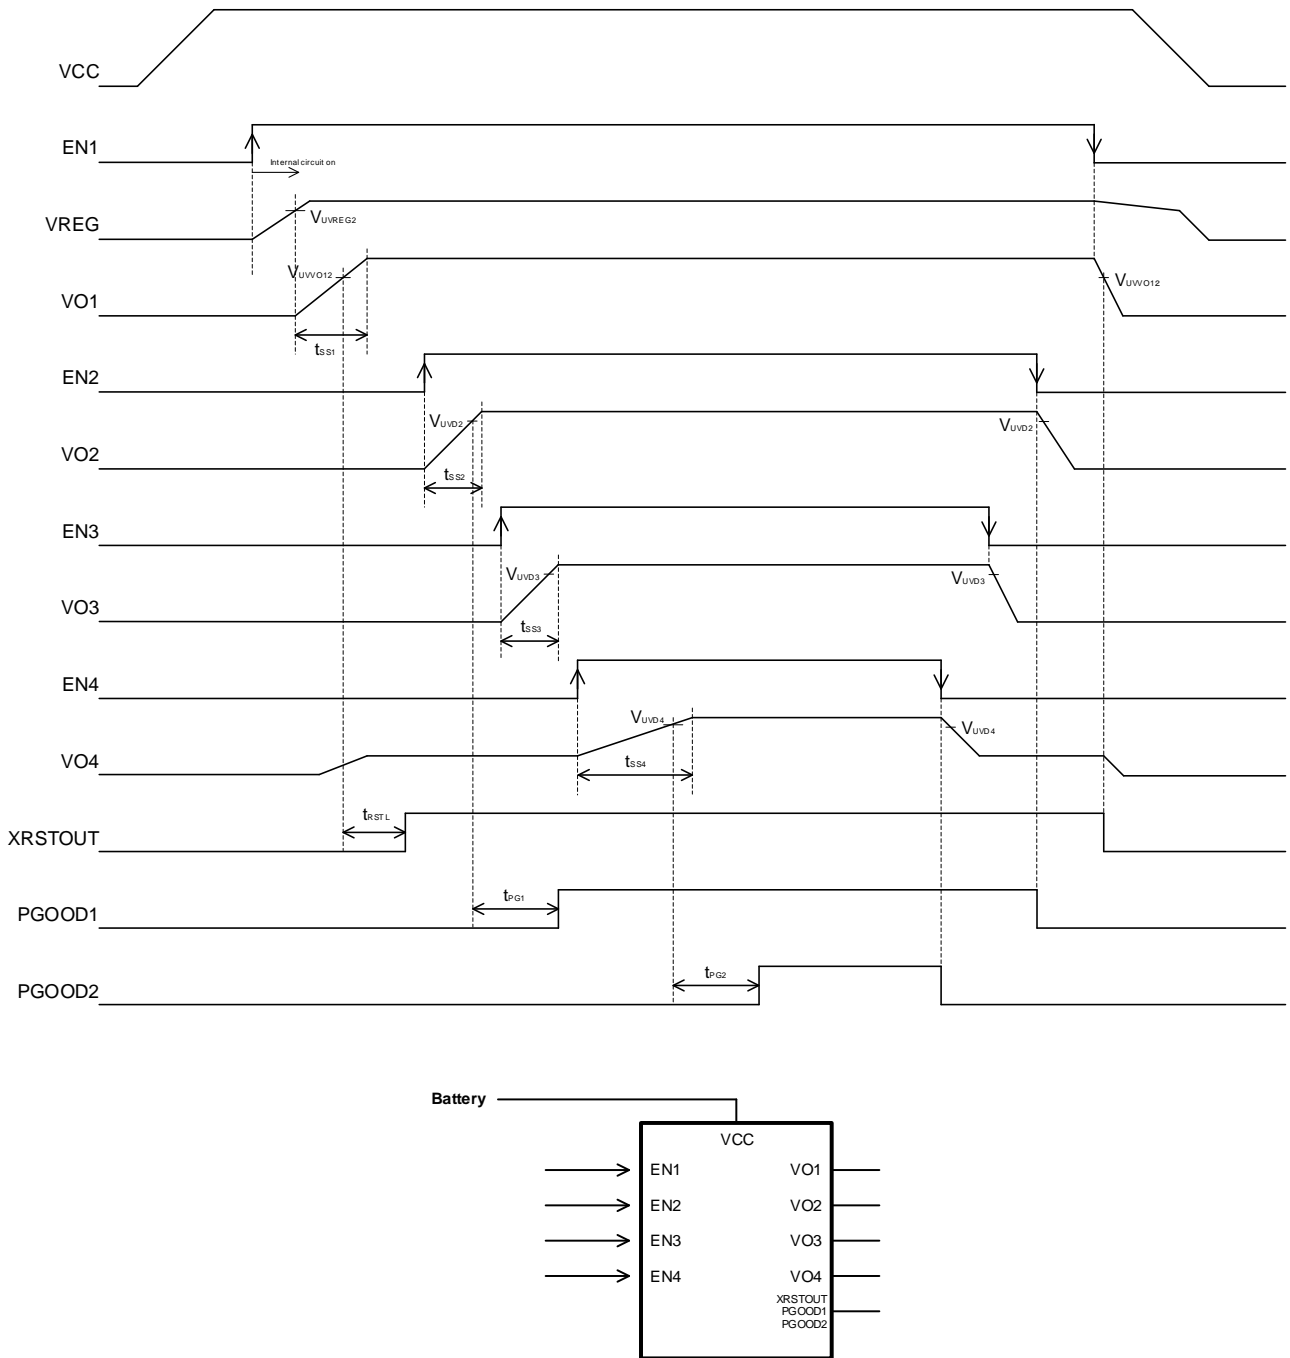 VCC
EN1
Internal circuit on
VREG
VUVREG2
VUVVO12
VUVVO12
VO1
tSS1
EN2
VUVD2
VUVD2
VO2
tSS2
EN3
VUVD3
VUVD3
VO3
tSS3
EN4
VUVD4
VUVD4
VO4
tSS4
tRSTL
XRSTOUT
tPG1
PGOOD1
tPG2
PGOOD2
Battery
VCC
EN1 VO1
EN2 VO2
EN3 VO3
EN4 VO4
XRSTOUT
PGOOD1
PGOOD2